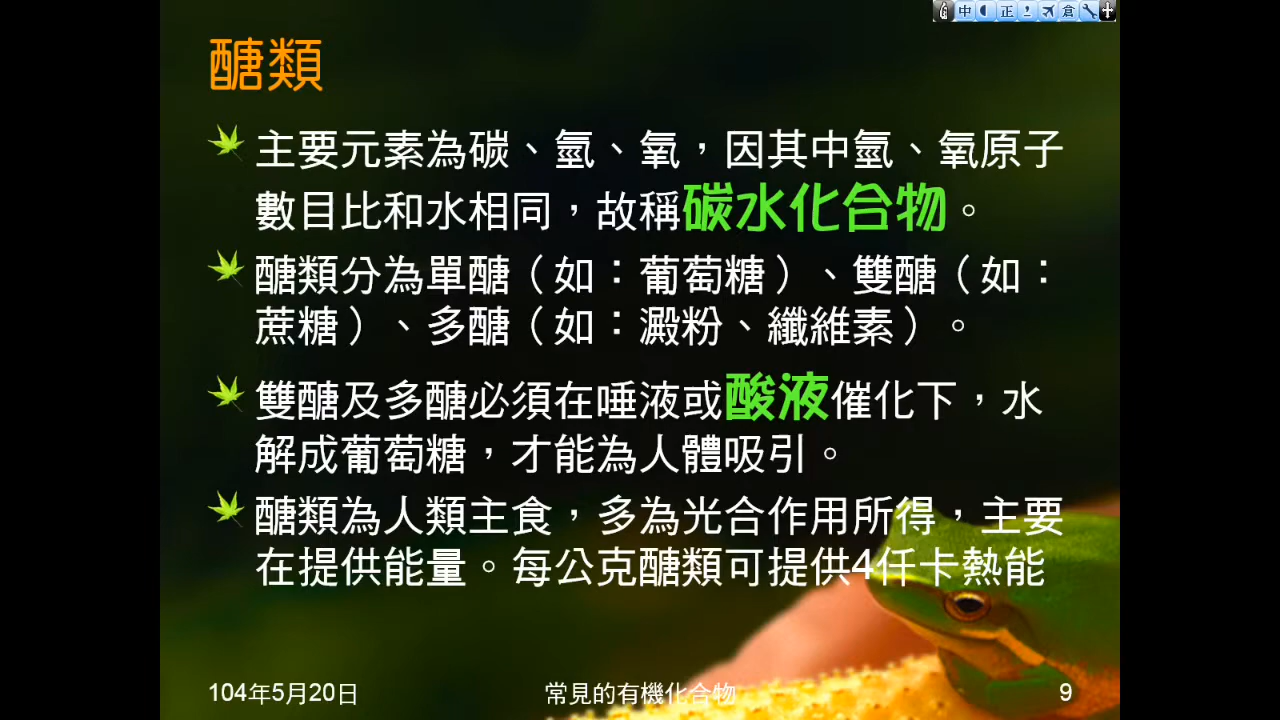 中 正 倉
醣類
主要元素為碳、氫、氧，因其中氫、氧原子
數目比和水相同，故稱碳水化合物。
醣類分為單醣（如：葡萄糖）、雙醣（如：
蔗糖）、多醣（如：澱粉、纖維素）。
雙醣及多醣必須在唾液或酸液催化下，水
解成葡萄糖，才能為人體吸引。
醣類為人類主食，多為光合作用所得，主要
在提供能量。每公克醣類可提供4仟卡熱能
104年5月20日
常見的有機化合物
9